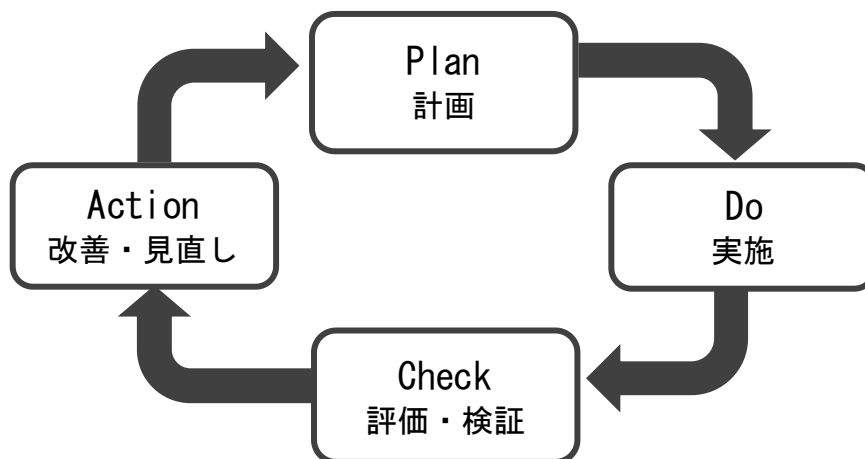 Plan
計画
Do
実施
Check
評価・検証
Action
改善・見直し